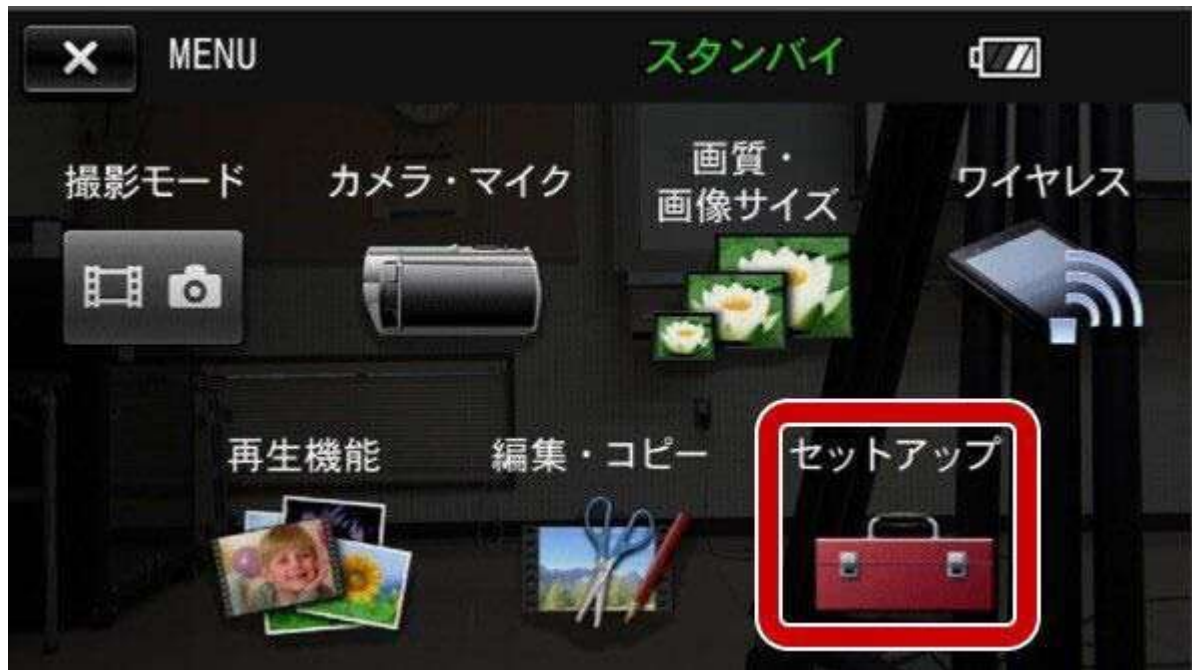 MENU
スタンバイ
撮影モード
カメラ・マイク
画質・
画像サイズ
ワイヤレス
再生機能
編集・コピー
セットアップ